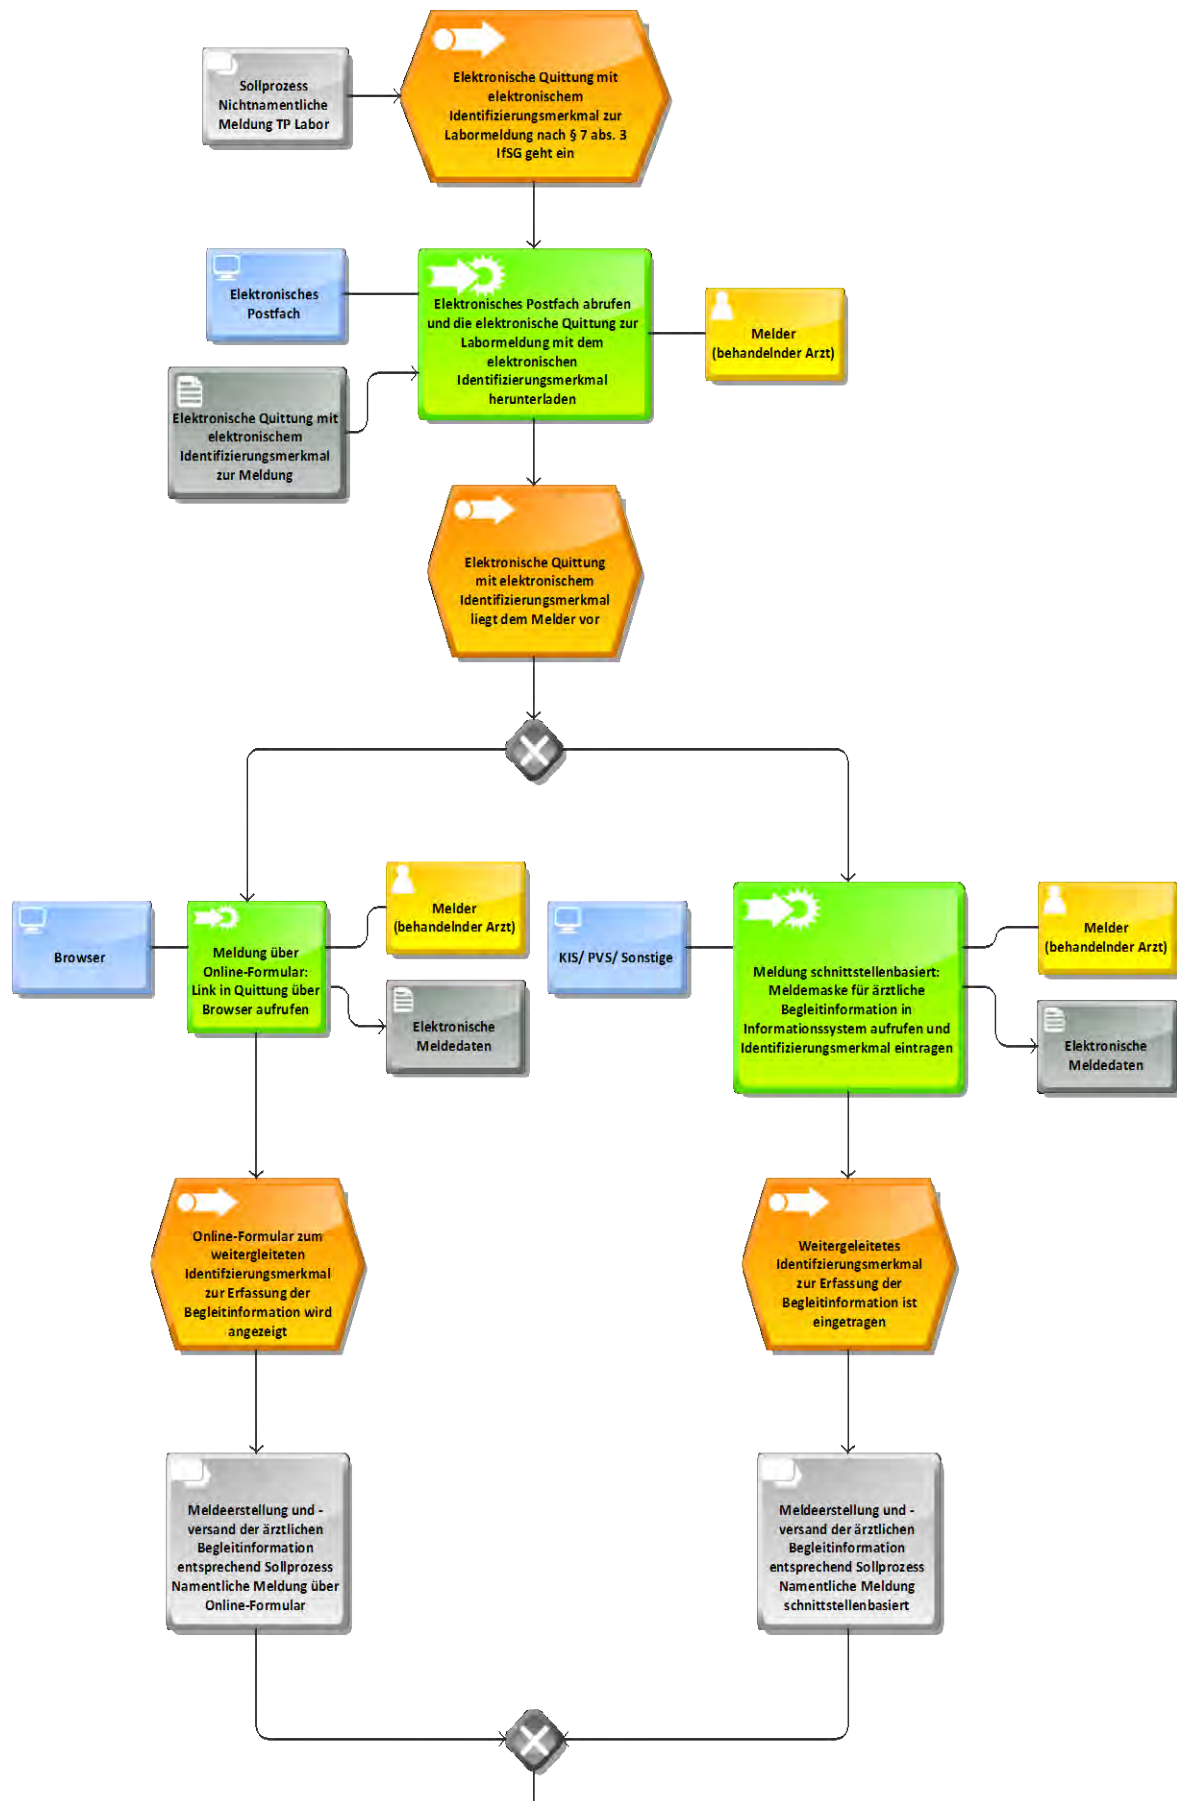 Sollprozess
Nichtnamentliche
Meldung TP Labor
Elektronische Quittung mit
elektronischem
Identifizierungsmerkmal zur
Labormeldung nach § 7 abs. 3
IfSG geht ein
Elektronisches
Postfach
Elektronisches Postfach abrufen
und die elektronische Quittung zur
Labormeldung mit dem
elektronischen
Identifizierungsmerkmal
herunterladen
Melder
(behandelnder Arzt)
Elektronische Quittung mit
elektronischem
Identifizierungsmerkmal
zur Meldung
Elektronische Quittung
mit elektronischem
Identifizierungsmerkmal
liegt dem Melder vor
Browser
Meldung über
Online-Formular:
Link in Quittung über
Browser aufrufen
Melder
(behandelnder Arzt)
Elektronische
Meldedaten
KIS/ PVS/ Sonstige
Meldung schnittstellenbasiert:
Meldemaske für ärztliche
Begleitinformation in
Informationssystem aufrufen und
Identifizierungsmerkmal eintragen
Melder
(behandelnder Arzt)
Elektronische
Meldedaten
Online-Formular zum
weitergleiteten
Identifzierungsmerkmal
zur Erfassung der
Begleitinformation wird
angezeigt
Weitergeleitetes
Identifzierungsmerkmal
zur Erfassung der
Begleitinformation ist
eingetragen
Meldeerstellung und -
versand der ärztlichen
Begleitinformation
entsprechend Sollprozess
Namentliche Meldung über
Online-Formular
Meldeerstellung und -
versand der ärztlichen
Begleitinformation
entsprechend Sollprozess
Namentliche Meldung
schnittstellenbasiert